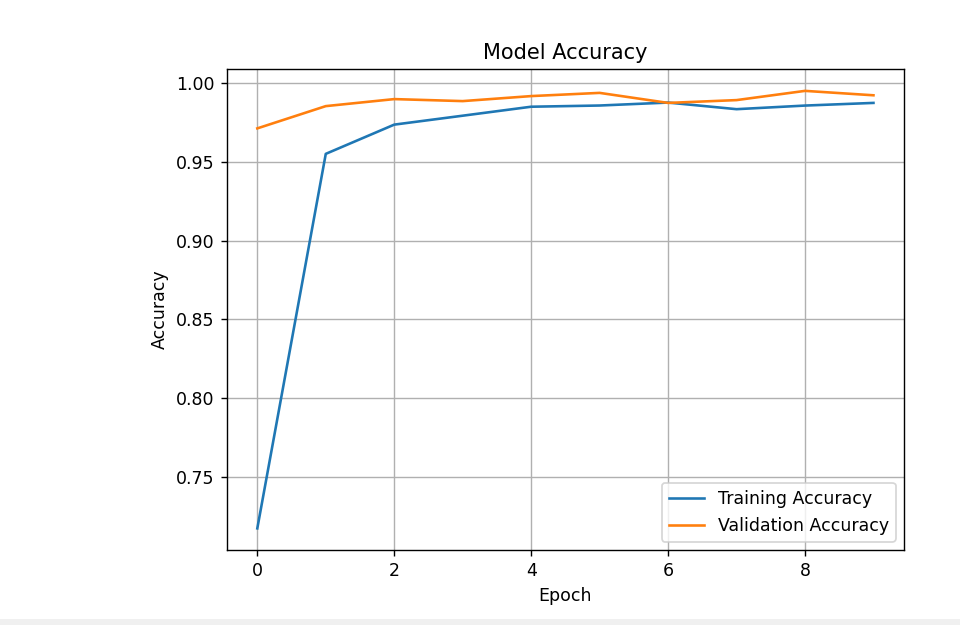 Model Accuracy
1.00
0.95
0.90
0.85
0.80
0.75
Accuracy
Training Accuracy
Validation Accuracy
0 2 4 6 8
Epoch